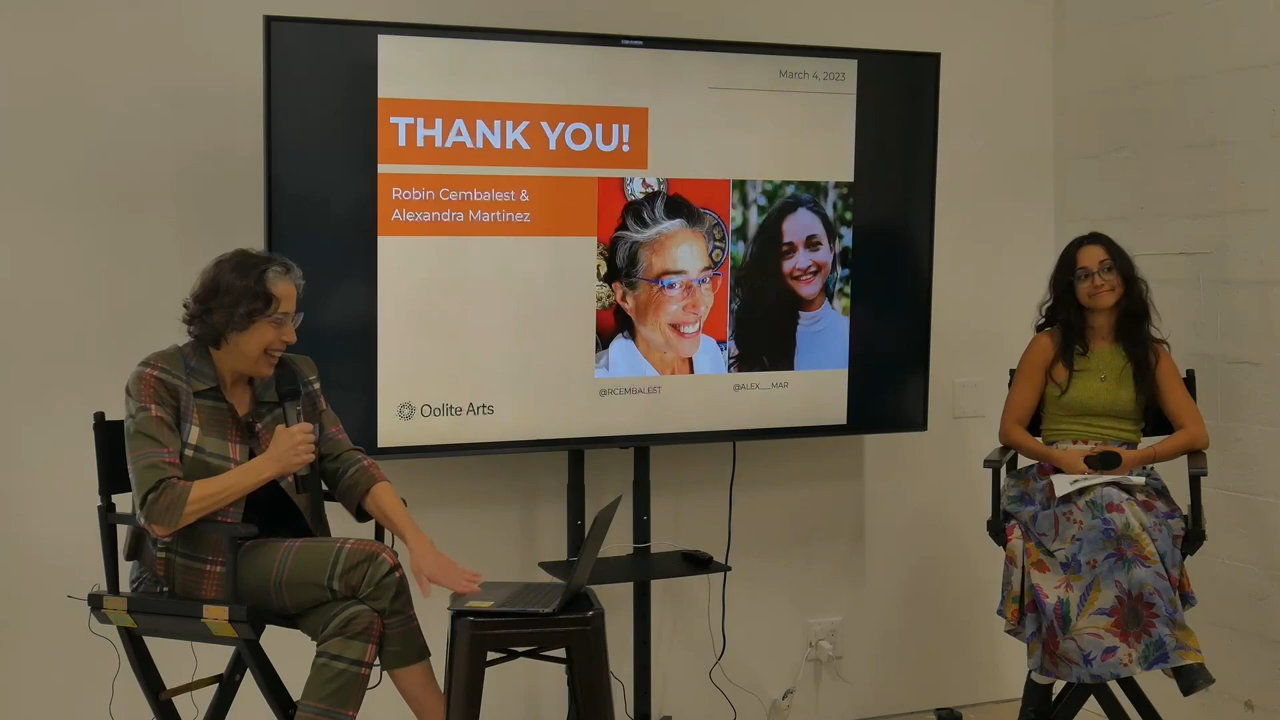 March 4, 2023
THANK YOU!
Robin Cembalest &
Alexandra Martinez
@RCEMBALEST
@ALEX___MAR
Oolite Arts